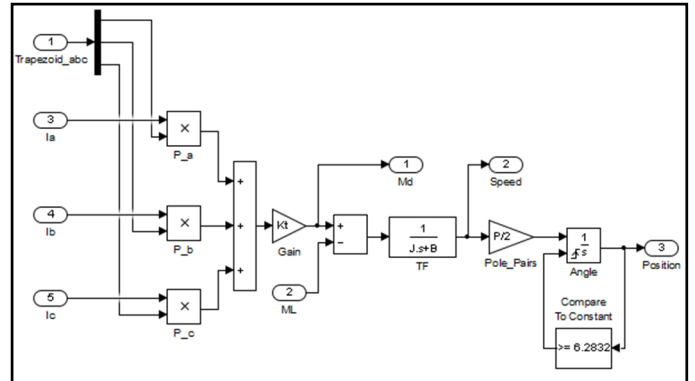 1
Trapezoid_abc
3
Ia
×
P_a
4
Ib
×
P_b
5
Ic
×
P_c
+
+
+
Kt
Gain
1
Md
2
ML
+
−
1
J.s+B
TF
2
Speed
P/2
Pole_Pairs
1
s
Angle
3
Position
Compare
To Constant
>= 6.2832